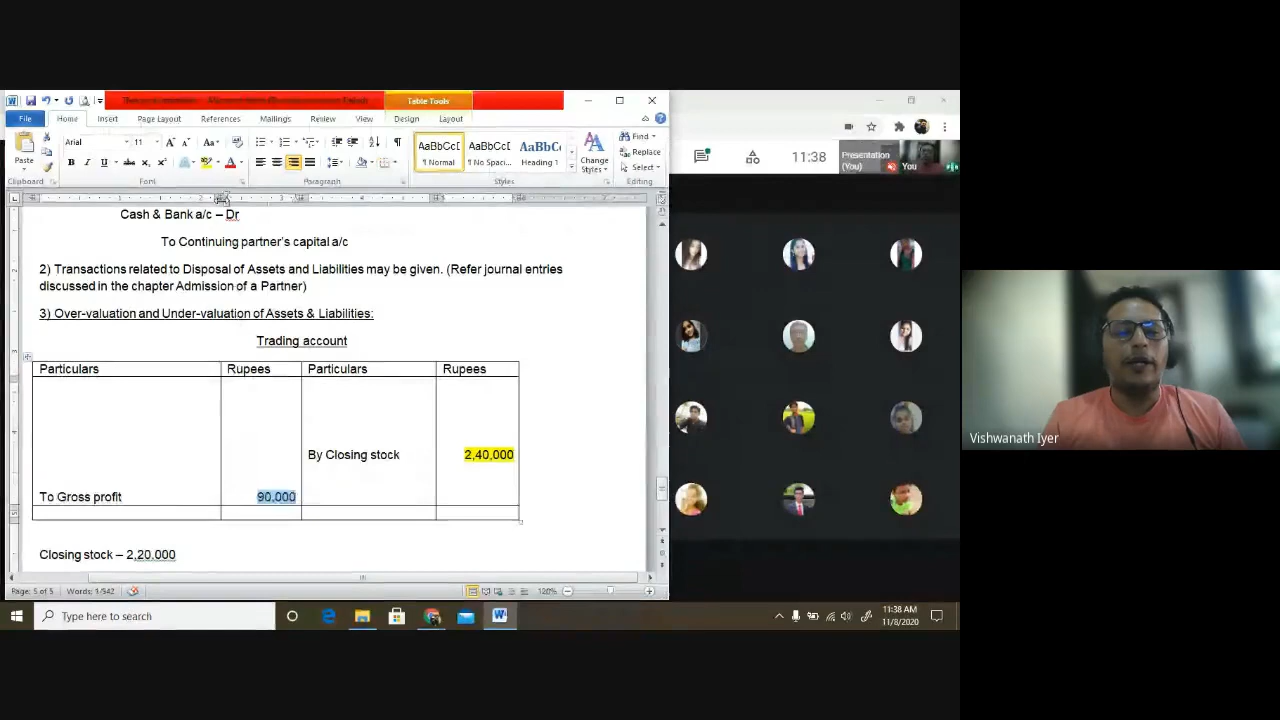 Table Tools
File Home Insert Page Layout References Mailings Review View Design Layout
Paste
Clipboard
Arial 11
Font
Paragraph
AaBbCcD AaBbCcD AaBbCc
¶ Normal ¶ No Spaci... Heading 1
Change Styles
Styles
Find
Replace
Select
Editing
Cash & Bank a/c – Dr
To Continuing partner's capital a/c
2) Transactions related to Disposal of Assets and Liabilities may be given. (Refer journal entries
discussed in the chapter Admission of a Partner)
3) Over-valuation and Under-valuation of Assets & Liabilities:
Trading account
Particulars Rupees Particulars Rupees
By Closing stock 2,40,000
To Gross profit 90,000
Closing stock – 2,20,000
Page: 5 of 5 Words: 1/942 120%
11:38
Presentation
(You)
You
Vishwanath Iyer
Type here to search
11:38 AM
11/8/2020